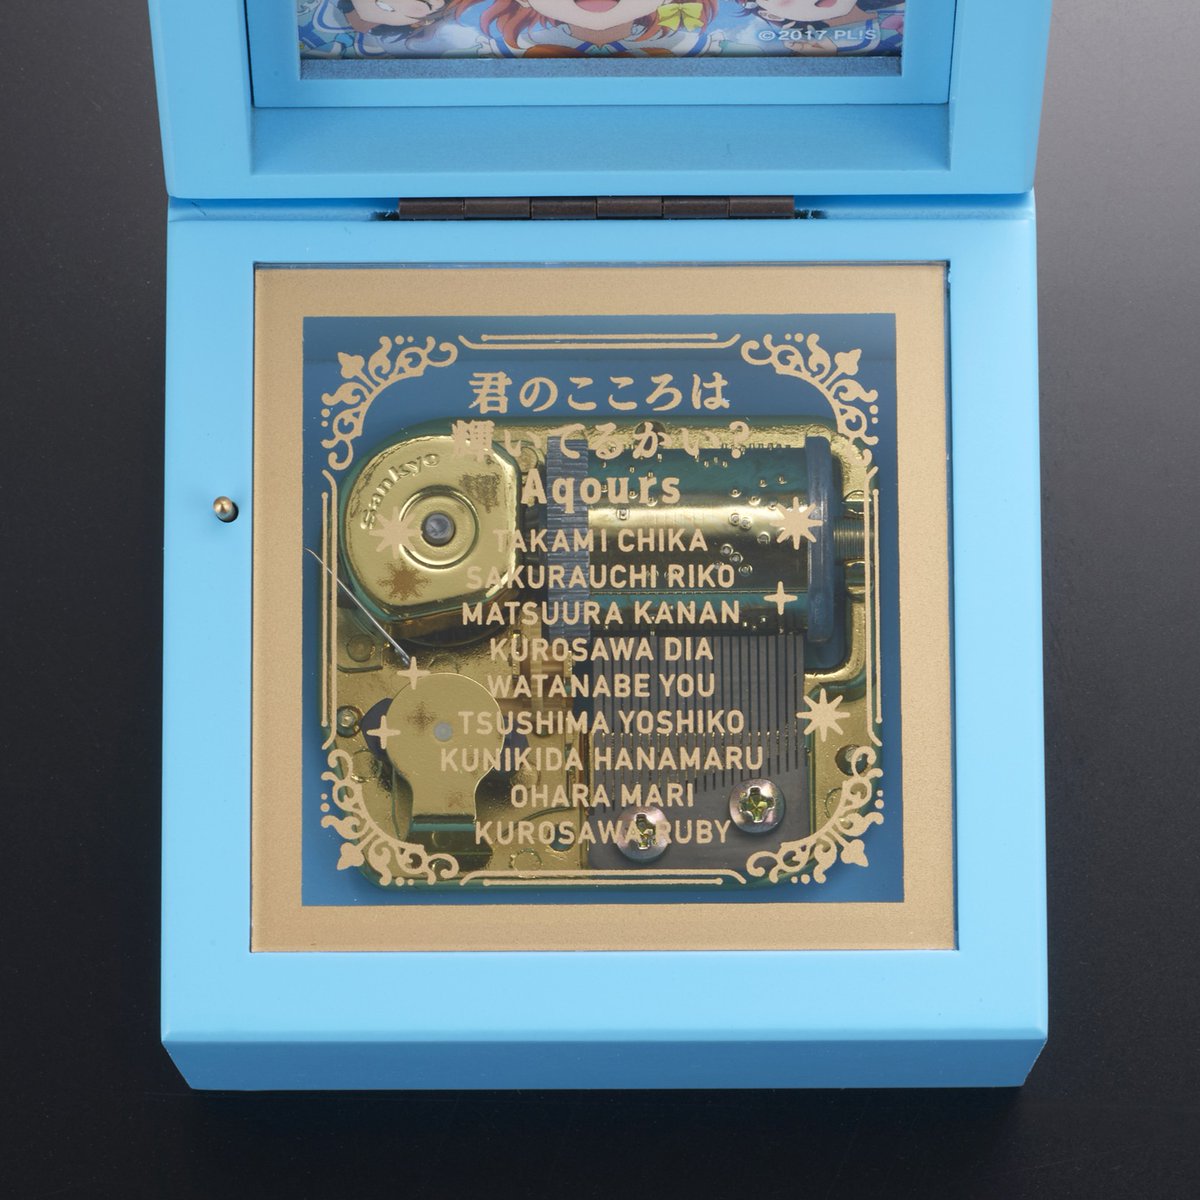 ©2017 PL!S
君のこころは
輝いてるかい?
Sankyo
Aqours
TAKAMI CHIKA
SAKURAUCHI RIKO
MATSUURA KANAN
KUROSAWA DIA
WATANABE YOU
TSUSHIMA YOSHIKO
KUNIKIDA HANAMARU
OHARA MARI
KUROSAWA RUBY